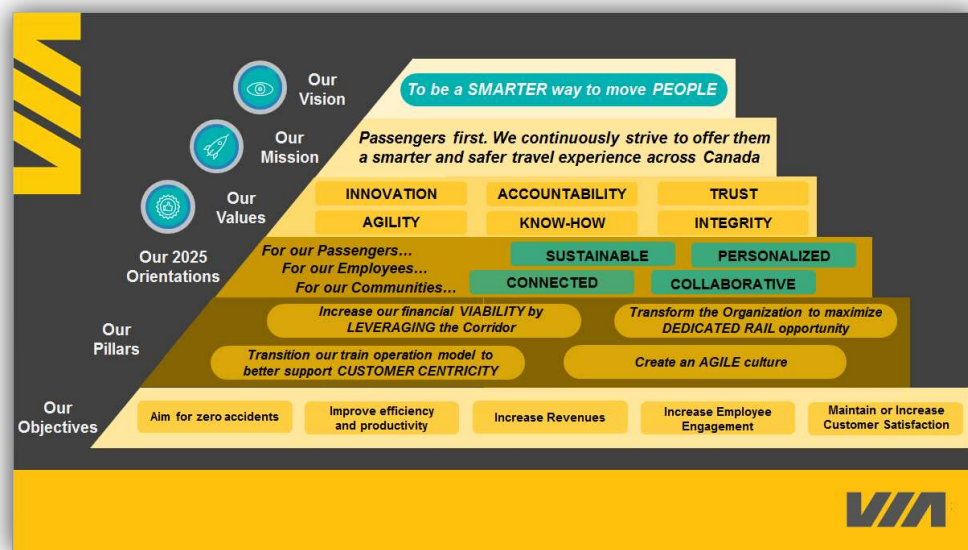 VIA
Our
Vision
To be a SMARTER way to move PEOPLE
Our
Mission
Passengers first. We continuously strive to offer them
a smarter and safer travel experience across Canada
Our
Values
INNOVATION
ACCOUNTABILITY
TRUST
AGILITY
KNOW-HOW
INTEGRITY
Our 2025
Orientations
For our Passengers...
For our Employees...
For our Communities...
SUSTAINABLE
PERSONALIZED
CONNECTED
COLLABORATIVE
Our
Pillars
Increase our financial VIABILITY by
LEVERAGING the Corridor
Transform the Organization to maximize
DEDICATED RAIL opportunity
Transition our train operation model to
better support CUSTOMER CENTRICITY
Create an AGILE culture
Our
Objectives
Aim for zero accidents
Improve efficiency
and productivity
Increase Revenues
Increase Employee
Engagement
Maintain or Increase
Customer Satisfaction
VIA